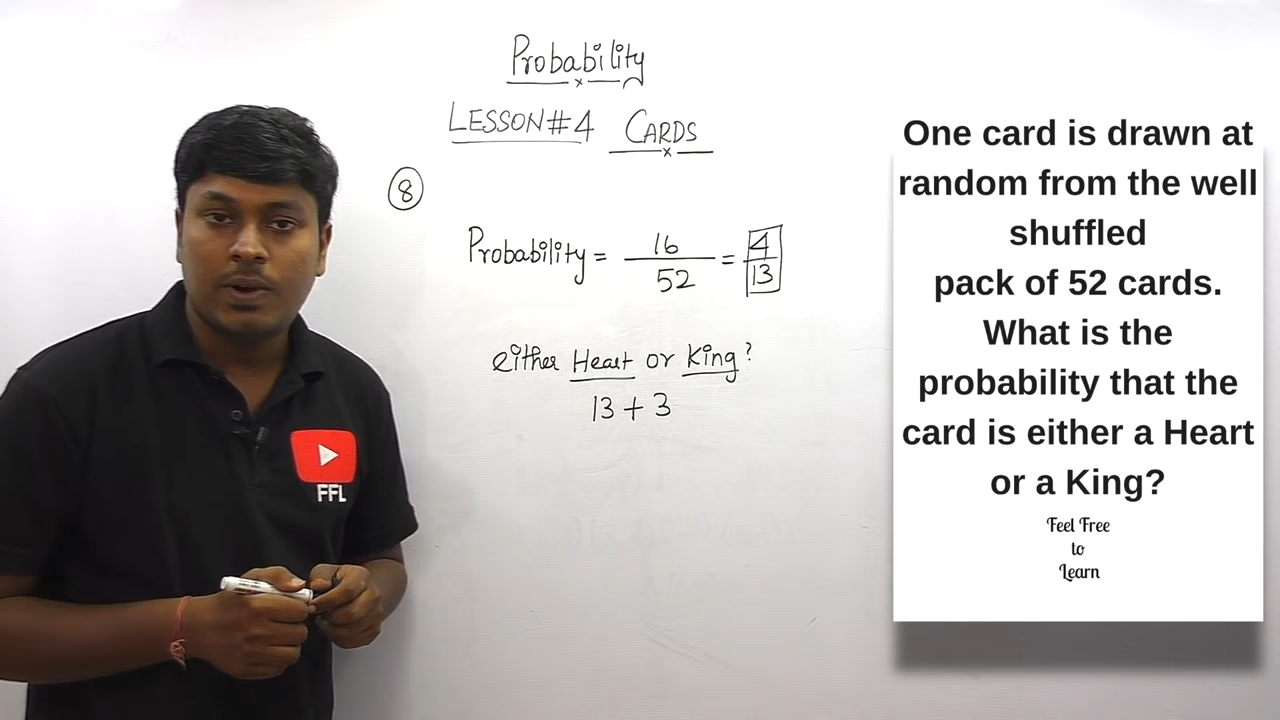 Probability
LESSON#4 CARDS
8
Probability = 16/52 = 4/13
either Heart or King?
13 + 3
FFL
One card is drawn at
random from the well
shuffled
pack of 52 cards.
What is the
probability that the
card is either a Heart
or a King?
Feel Free
to
Learn